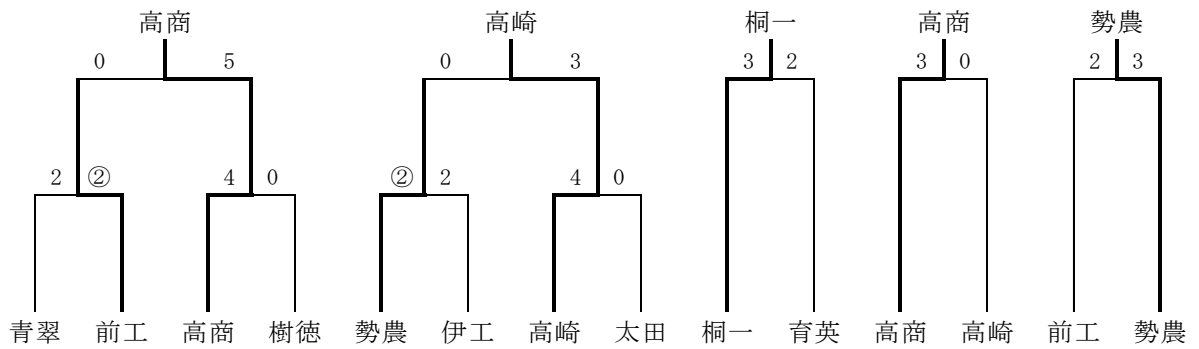 高商 高崎 桐一 高商 勢農
0 5 0 3 3 2 3 0 2 3
2 ② 4 0 ② 2 4 0
青翠 前工 高商 樹徳 勢農 伊工 高崎 太田 桐一 育英 高商 高崎 前工 勢農